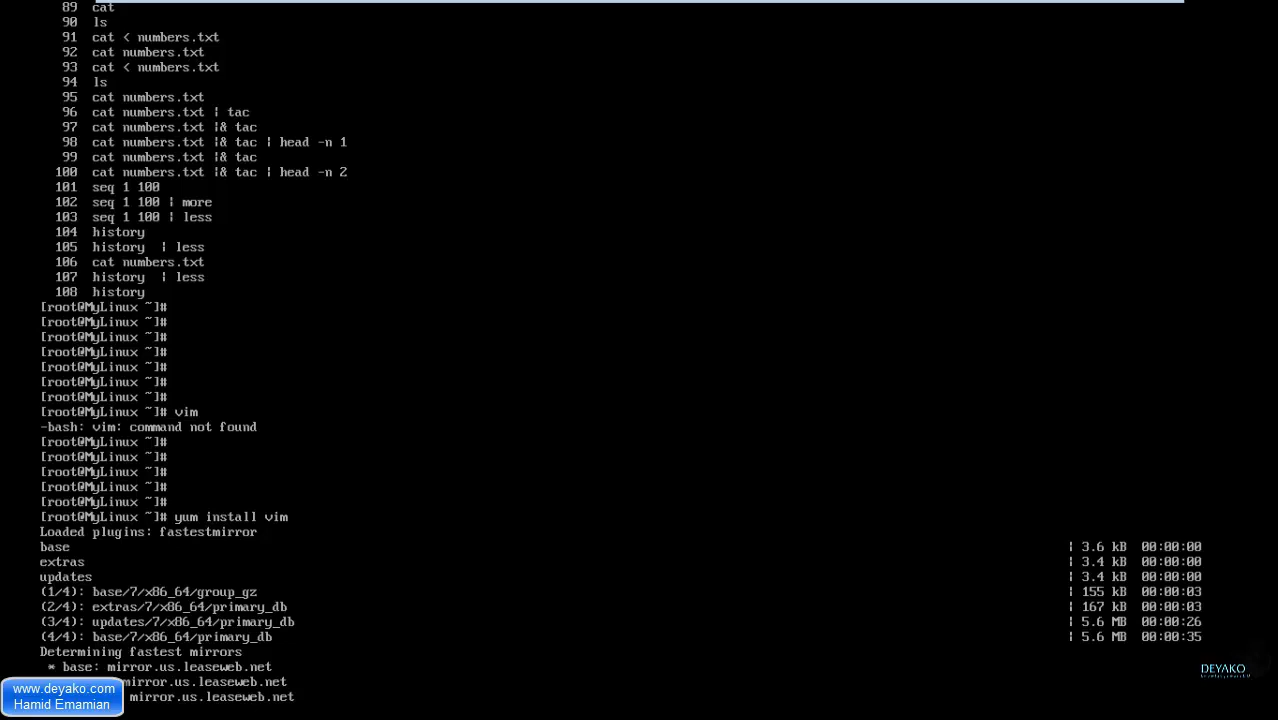 89 cat
90 ls
91 cat < numbers.txt
92 cat numbers.txt
93 cat < numbers.txt
94 ls
95 cat numbers.txt
96 cat numbers.txt | tac
97 cat numbers.txt |& tac
98 cat numbers.txt |& tac | head -n 1
99 cat numbers.txt |& tac
100 cat numbers.txt |& tac | head -n 2
101 seq 1 100
102 seq 1 100 | more
103 seq 1 100 | less
104 history
105 history | less
106 cat numbers.txt
107 history | less
108 history
[root@MyLinux ~]#
[root@MyLinux ~]#
[root@MyLinux ~]#
[root@MyLinux ~]#
[root@MyLinux ~]#
[root@MyLinux ~]#
[root@MyLinux ~]#
[root@MyLinux ~]# vim
-bash: vim: command not found
[root@MyLinux ~]#
[root@MyLinux ~]#
[root@MyLinux ~]#
[root@MyLinux ~]#
[root@MyLinux ~]#
[root@MyLinux ~]# yum install vim
Loaded plugins: fastestmirror
base | 3.6 kB 00:00:00
extras | 3.4 kB 00:00:00
updates | 3.4 kB 00:00:00
(1/4): base/7/x86_64/group_gz | 155 kB 00:00:03
(2/4): extras/7/x86_64/primary_db | 167 kB 00:00:03
(3/4): updates/7/x86_64/primary_db | 5.6 MB 00:00:26
(4/4): base/7/x86_64/primary_db | 5.6 MB 00:00:35
Determining fastest mirrors
* base: mirror.us.leaseweb.net
mirror.us.leaseweb.net
mirror.us.leaseweb.net
www.deyako.com
Hamid Emamian
DEYAKO